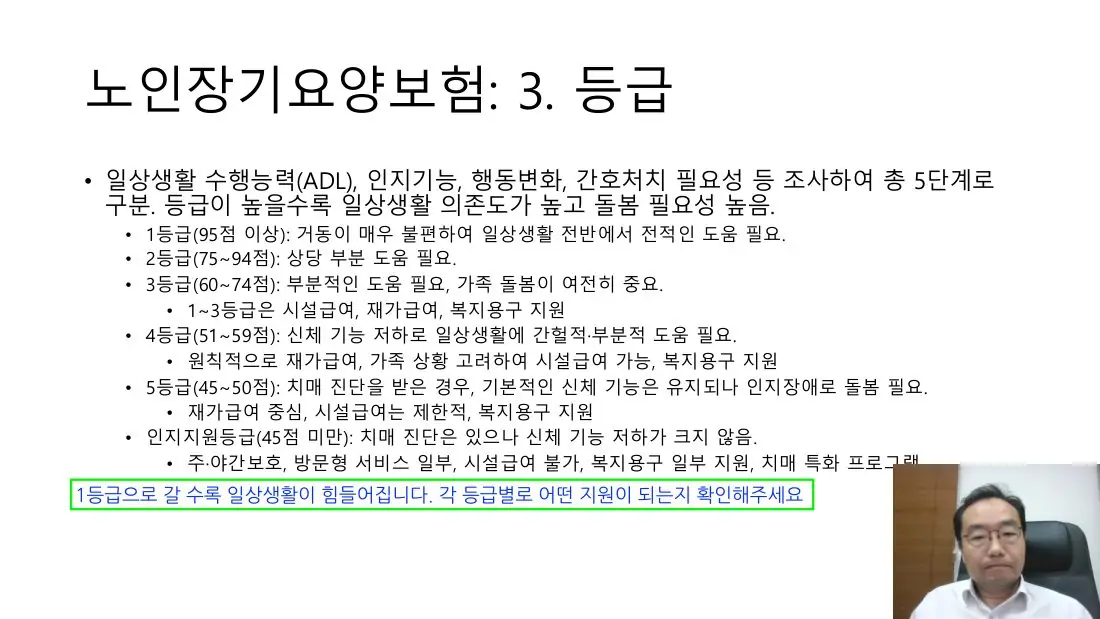 노인장기요양보험: 3. 등급
• 일상생활 수행능력(ADL), 인지기능, 행동변화, 간호처치 필요성 등 조사하여 총 5단계로
구분. 등급이 높을수록 일상생활 의존도가 높고 돌봄 필요성 높음.
• 1등급(95점 이상): 거동이 매우 불편하여 일상생활 전반에서 전적인 도움 필요.
• 2등급(75~94점): 상당 부분 도움 필요.
• 3등급(60~74점): 부분적인 도움 필요, 가족 돌봄이 여전히 중요.
• 1~3등급은 시설급여, 재가급여, 복지용구 지원
• 4등급(51~59점): 신체 기능 저하로 일상생활에 간헐적·부분적 도움 필요.
• 원칙적으로 재가급여, 가족 상황 고려하여 시설급여 가능, 복지용구 지원
• 5등급(45~50점): 치매 진단을 받은 경우, 기본적인 신체 기능은 유지되나 인지장애로 돌봄 필요.
• 재가급여 중심, 시설급여는 제한적, 복지용구 지원
• 인지지원등급(45점 미만): 치매 진단은 있으나 신체 기능 저하가 크지 않음.
• 주·야간보호, 방문형 서비스 일부, 시설급여 불가, 복지용구 일부 지원, 치매 특화 프로그램
1등급으로 갈 수록 일상생활이 힘들어집니다. 각 등급별로 어떤 지원이 되는지 확인해주세요